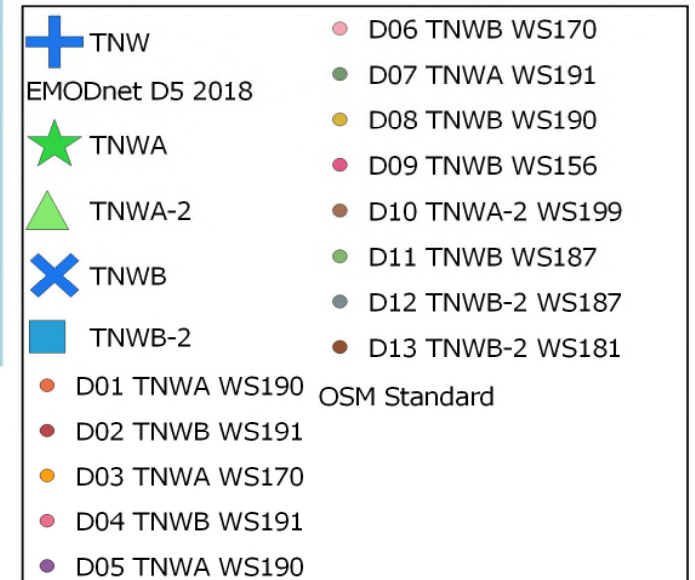 TNW
EMODnet D5 2018
TNWA
TNWA-2
TNWB
TNWB-2
D01 TNWA WS190
D02 TNWB WS191
D03 TNWA WS170
D04 TNWB WS191
D05 TNWA WS190
D06 TNWB WS170
D07 TNWA WS191
D08 TNWB WS190
D09 TNWB WS156
D10 TNWA-2 WS199
D11 TNWB WS187
D12 TNWB-2 WS187
D13 TNWB-2 WS181
OSM Standard